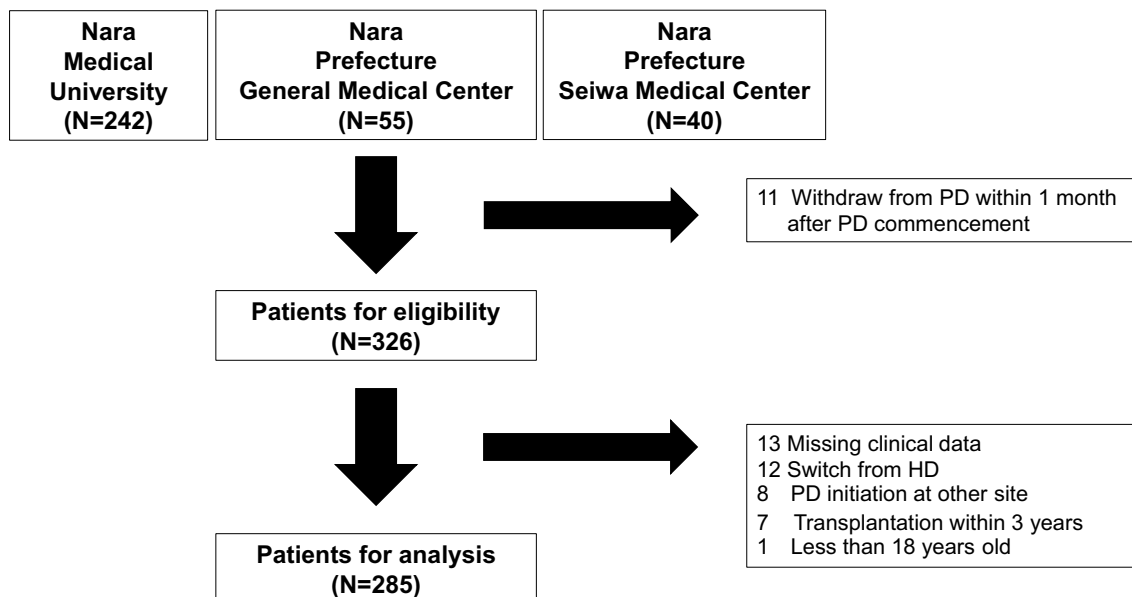 Nara
Medical
University
(N=242)
Nara
Prefecture
General Medical Center
(N=55)
Nara
Prefecture
Seiwa Medical Center
(N=40)
11 Withdraw from PD within 1 month
after PD commencement
Patients for eligibility
(N=326)
13 Missing clinical data
12 Switch from HD
8 PD initiation at other site
7 Transplantation within 3 years
1 Less than 18 years old
Patients for analysis
(N=285)